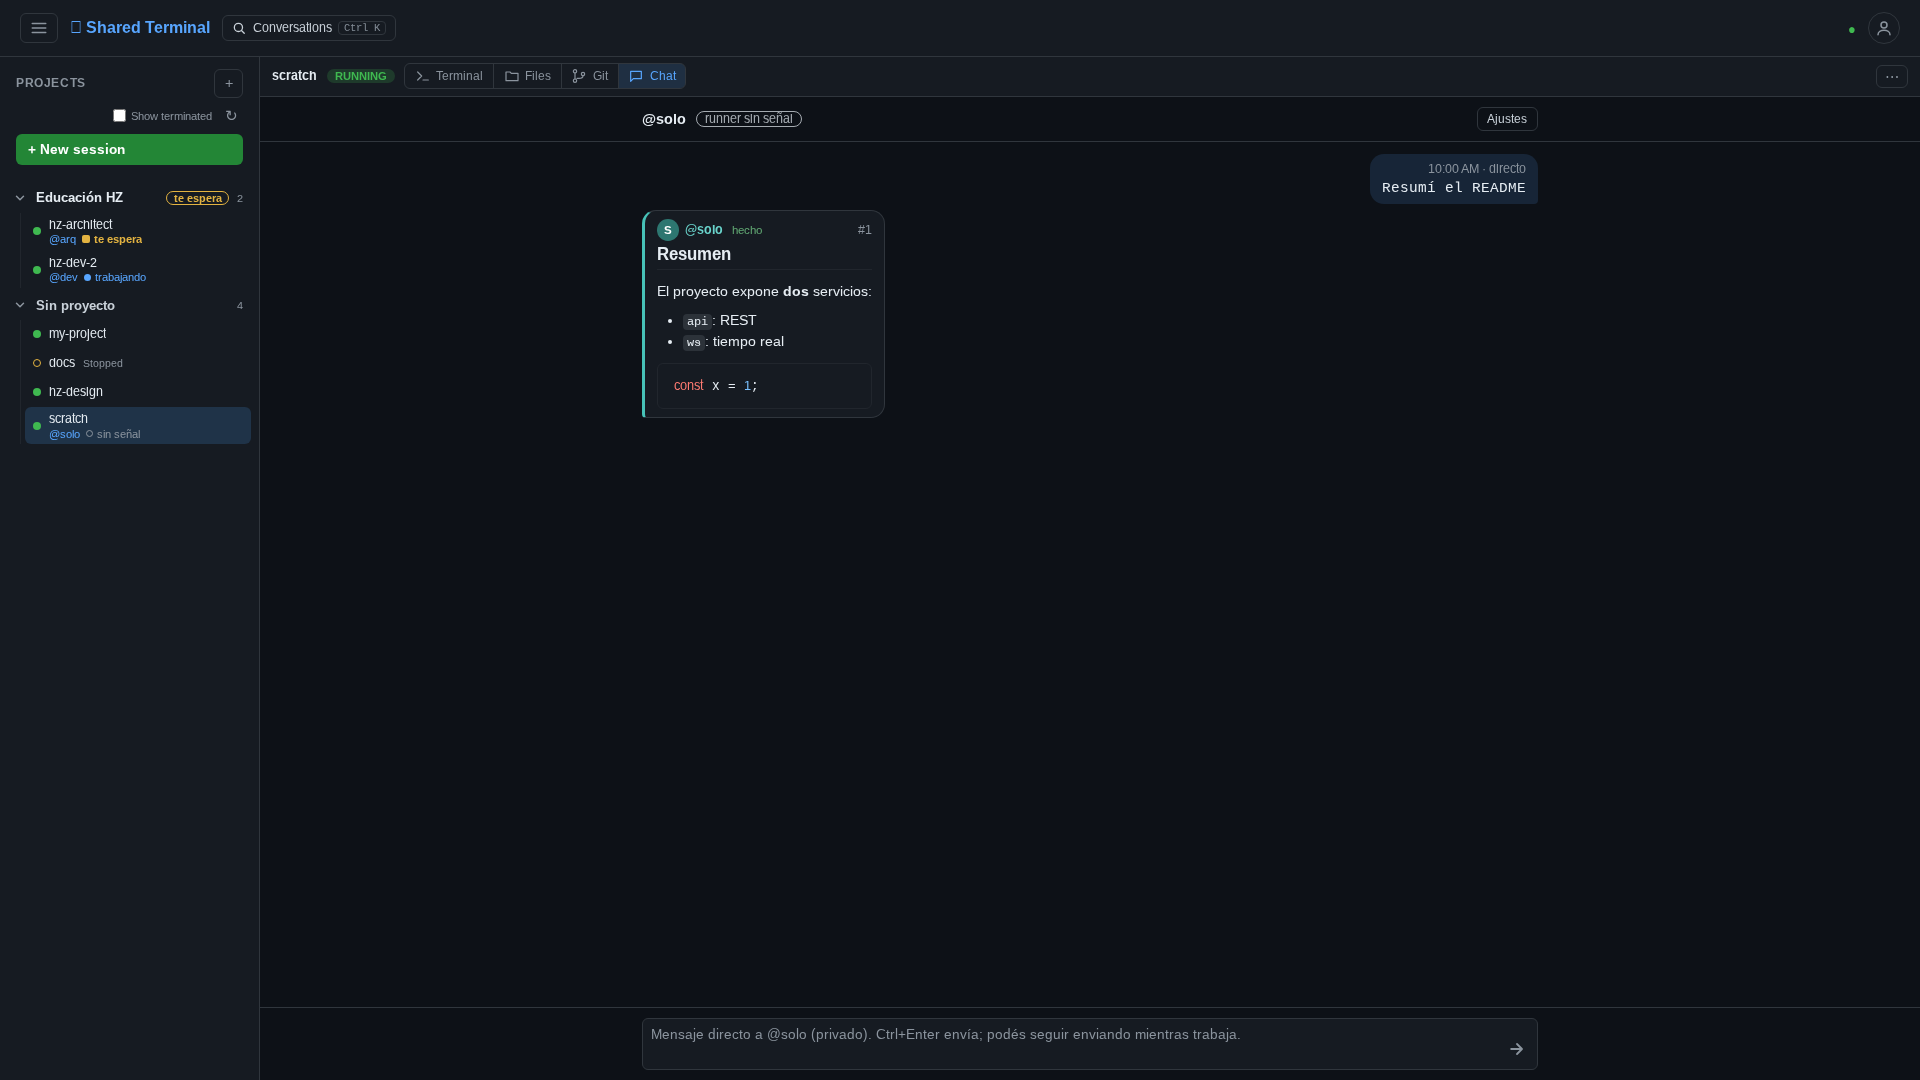 Shared Terminal
Conversations Ctrl K
PROJECTS
+
Show terminated ↻
+ New session
Educación HZ te espera 2
hz-architect
@arq te espera
hz-dev-2
@dev trabajando
Sin proyecto 4
my-project
docs Stopped
hz-design
scratch
@solo sin señal
scratch RUNNING Terminal Files Git Chat ...
@solo runner sin señal Ajustes
10:00 AM · directo
Resumí el README
S @solo hecho #1
Resumen
El proyecto expone dos servicios:
• api: REST
• ws: tiempo real
const x = 1;
Mensaje directo a @solo (privado). Ctrl+Enter envía; podés seguir enviando mientras trabaja.